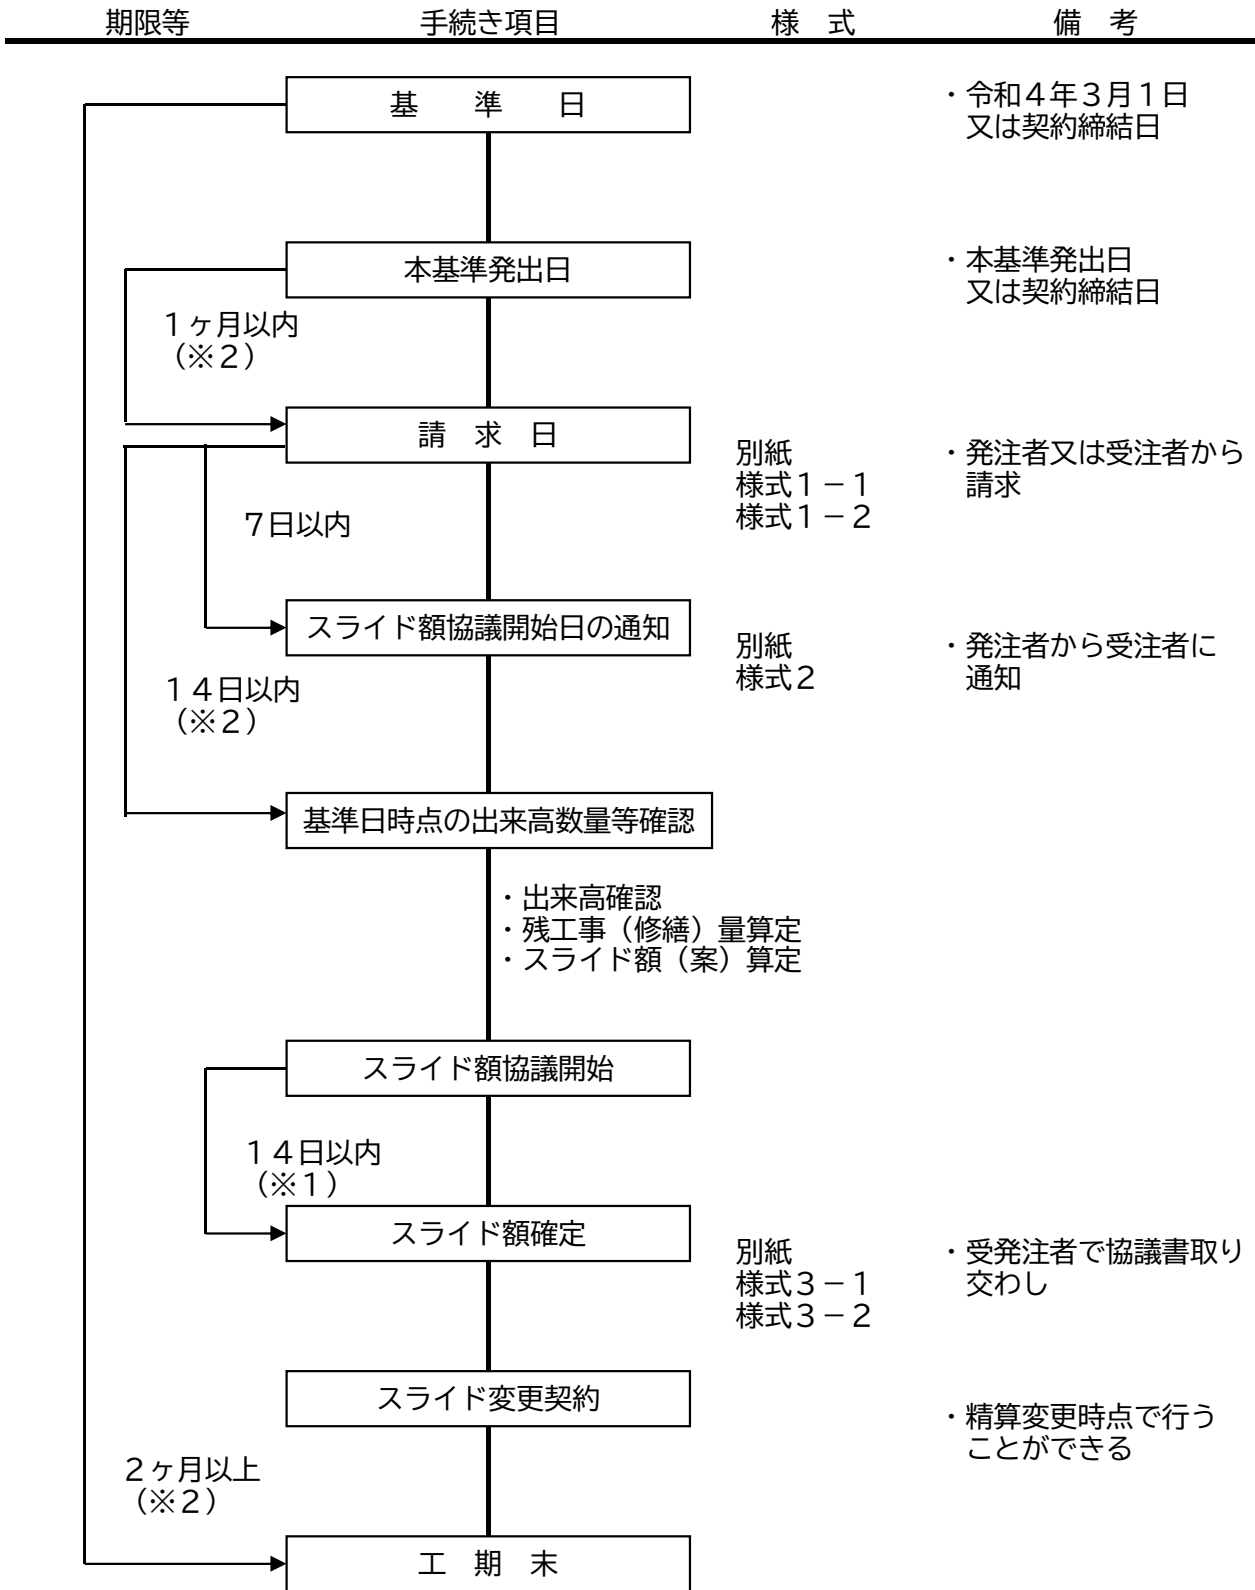 期限等 手続き項目 様　式 備　考
基　準　日
・令和４年３月１日
又は契約締結日
本基準発出日
・本基準発出日
又は契約締結日
１ヶ月以内
（※２）
請　求　日
別紙
様式１－１
様式１－２
・発注者又は受注者から
請求
７日以内
スライド額協議開始日の通知
別紙
様式２
・発注者から受注者に
通知
１４日以内
（※２）
基準日時点の出来高数量等確認
・出来高確認
・残工事（修繕）量算定
・スライド額（案）算定
スライド額協議開始
１４日以内
（※１）
スライド額確定
別紙
様式３－１
様式３－２
・受発注者で協議書取り
交わし
スライド変更契約
・精算変更時点で行う
ことができる
２ヶ月以上
（※２）
工　期　末